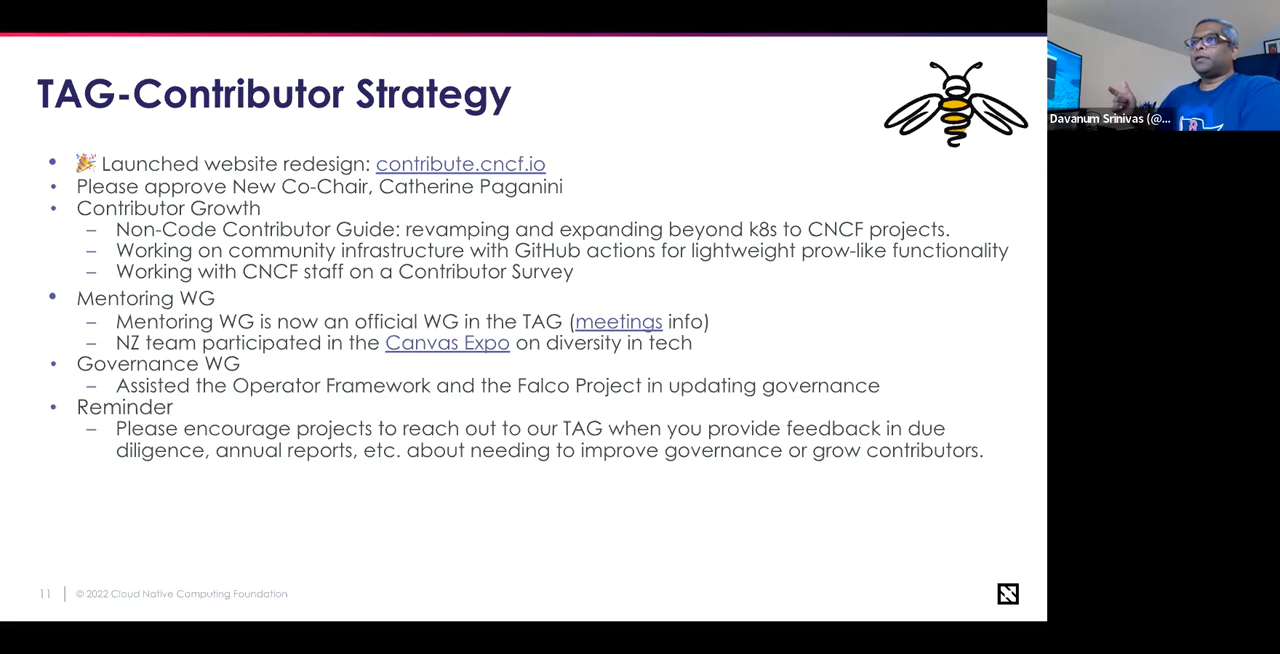 TAG-Contributor Strategy
• 🎉 Launched website redesign: contribute.cncf.io
• Please approve New Co-Chair, Catherine Paganini
• Contributor Growth
– Non-Code Contributor Guide: revamping and expanding beyond k8s to CNCF projects.
– Working on community infrastructure with GitHub actions for lightweight prow-like functionality
– Working with CNCF staff on a Contributor Survey
• Mentoring WG
– Mentoring WG is now an official WG in the TAG (meetings info)
– NZ team participated in the Canvas Expo on diversity in tech
• Governance WG
– Assisted the Operator Framework and the Falco Project in updating governance
• Reminder
– Please encourage projects to reach out to our TAG when you provide feedback in due
diligence, annual reports, etc. about needing to improve governance or grow contributors.
11 | © 2022 Cloud Native Computing Foundation
Davanum Srinivas (@...